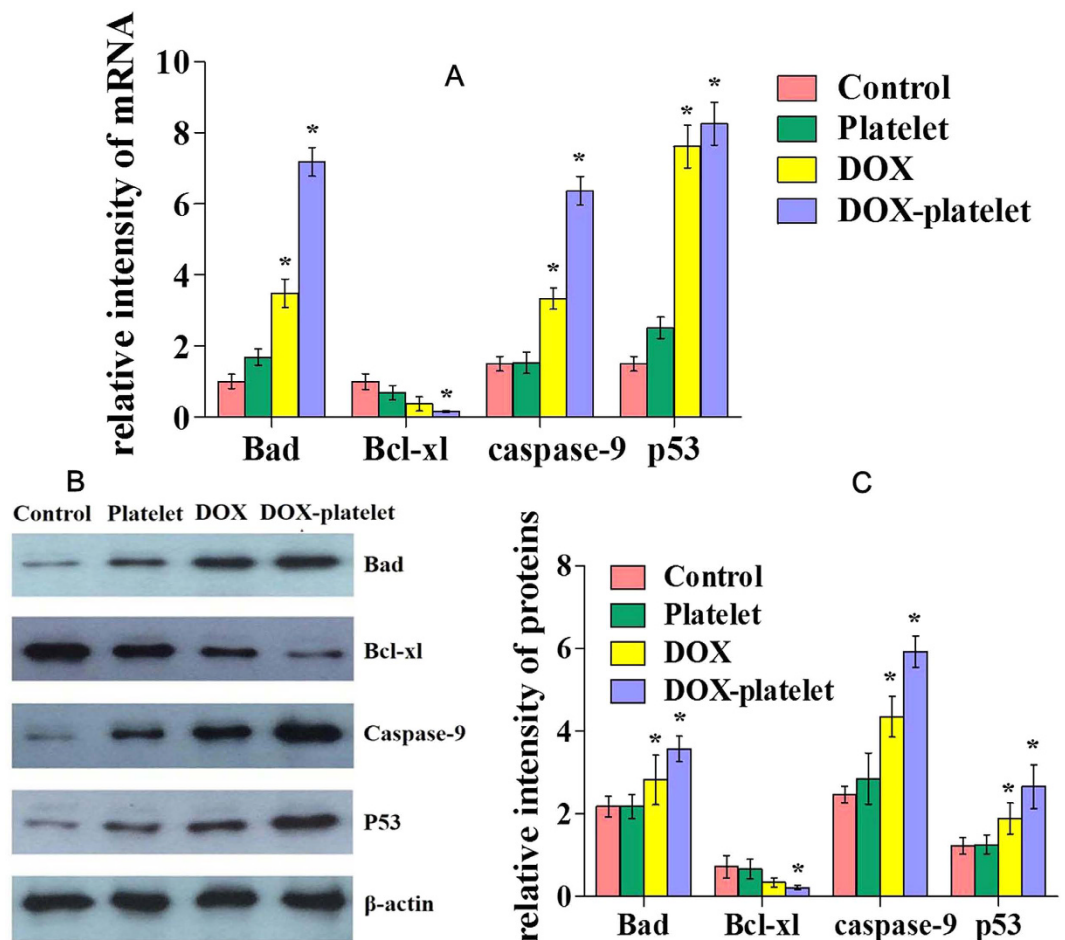 A
relative intensity of mRNA
10
8
6
4
2
0
* * * * * * *
Bad Bcl-xl caspase-9 p53
Control
Platelet
DOX
DOX-platelet
B
Control Platelet DOX DOX-platelet
Bad
Bcl-xl
Caspase-9
P53
β-actin
C
relative intensity of proteins
8
6
4
2
0
Control
Platelet
DOX
DOX-platelet
* * * * * * *
Bad Bcl-xl caspase-9 p53